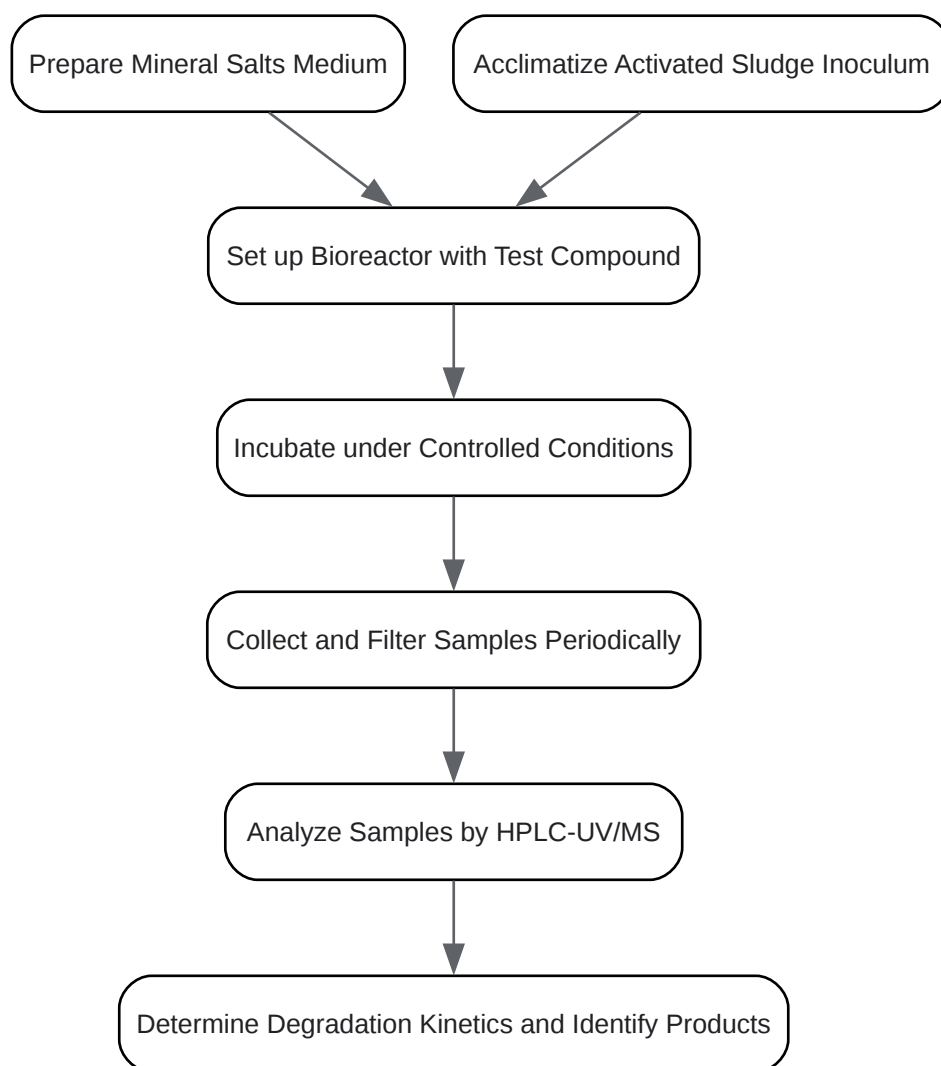 Prepare Mineral Salts Medium
Acclimatize Activated Sludge Inoculum
Set up Bioreactor with Test Compound
Incubate under Controlled Conditions
Collect and Filter Samples Periodically
Analyze Samples by HPLC-UV/MS
Determine Degradation Kinetics and Identify Products